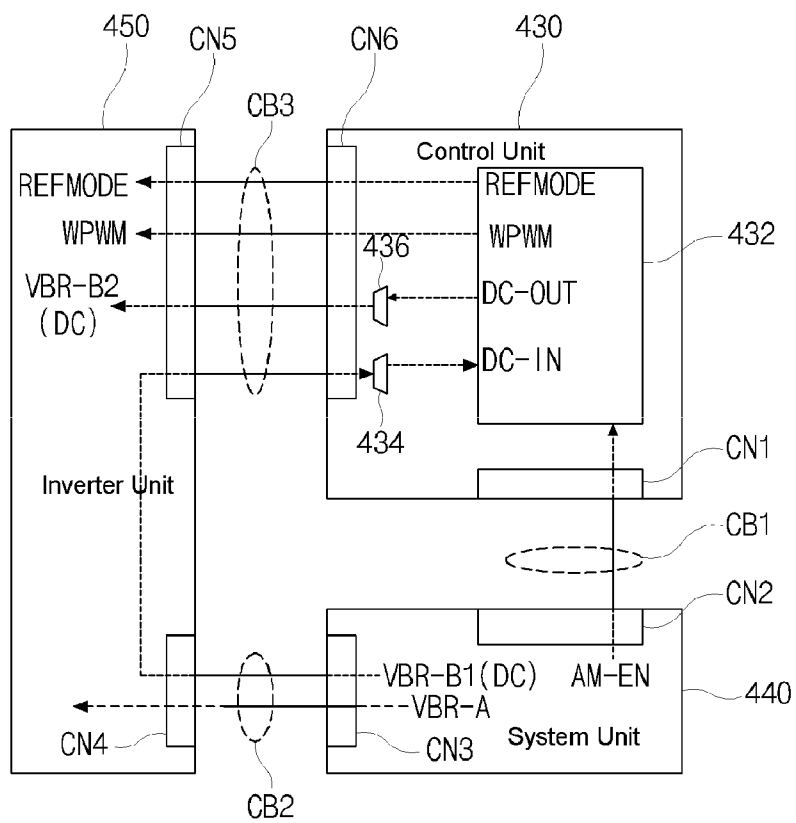 450
CN5
CN6
430
CB3
Control Unit
REFMODE
REFMODE
WPWM
436
WPWM
432
VBR-B2
(DC)
DC-OUT
DC-IN
434
CN1
Inverter Unit
CB1
CN2
VBR-B1(DC)
AM-EN
440
VBR-A
CN4
CN3
System Unit
CB2